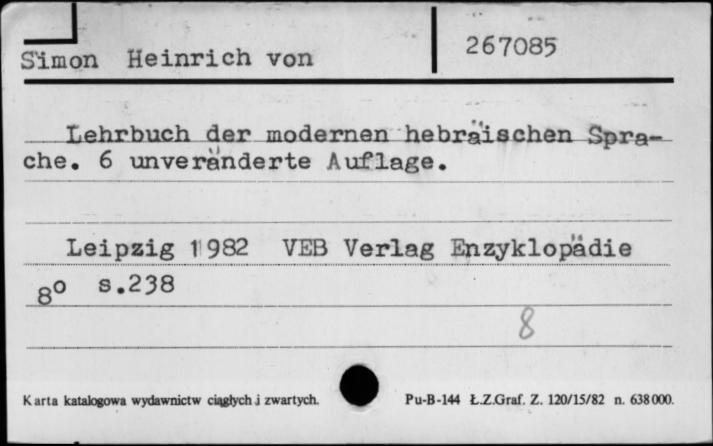 Simon Heinrich von 267085
Lehrbuch der modernen hebräischen Spra-
che. 6 unveränderte Auflage.
Leipzig 1982 VEB Verlag Enzyklopädie
8º s.238
8
Karta katalogowa wydawnictw ciągłych i zwartych. Pu-B-144 Ł.Z.Graf. Z. 120/15/82 n. 638000.